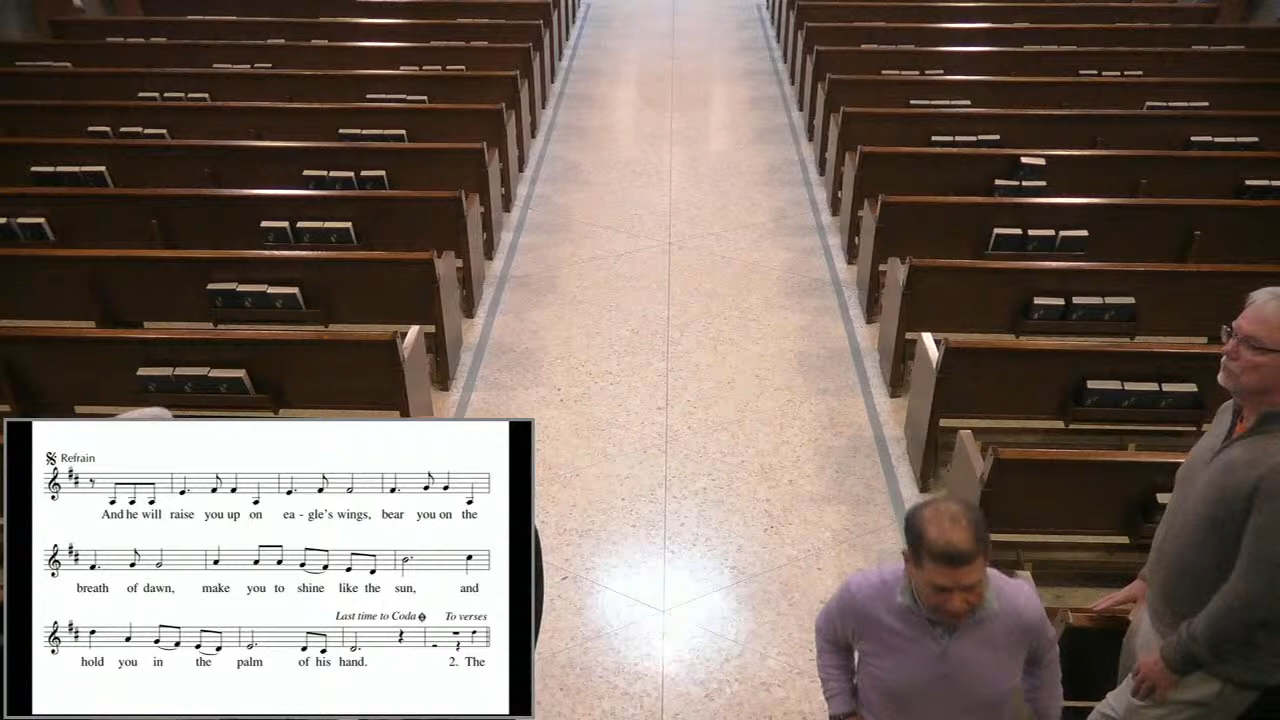 Refrain
And he will raise you up on ea - gle's wings, bear you on the
breath of dawn, make you to shine like the sun, and
Last time to Coda To verses
hold you in the palm of his hand. 2. The